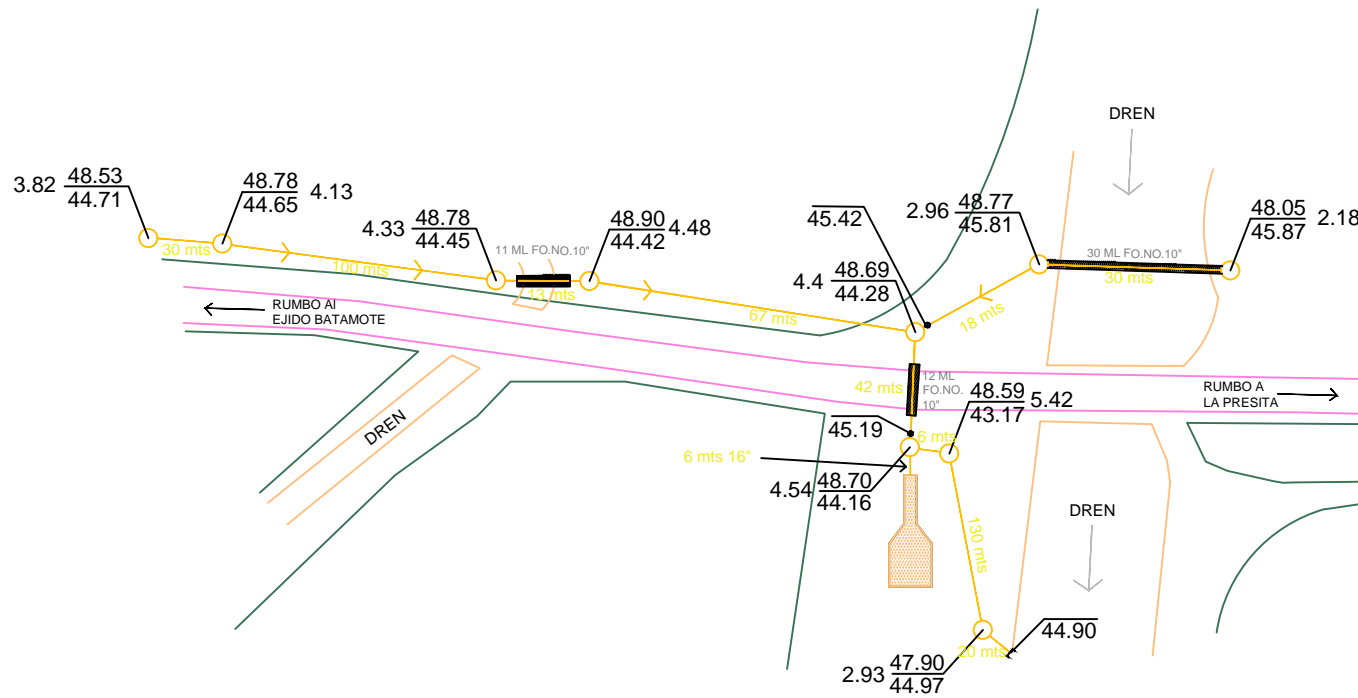 DREN
3.82 48.53
44.71
48.78 4.13
44.65
4.33 48.78
44.45
48.90 4.48
44.42
45.42
2.96 48.77
45.81
48.05 2.18
45.87
30 mts
100 mts
11 ML FO.NO.10"
13 mts
67 mts
4.4 48.69
44.28
18 mts
30 ML FO.NO.10"
30 mts
RUMBO Al
EJIDO BATAMOTE
42 mts
12 ML
FO.NO.
10"
48.59 5.42
43.17
RUMBO A
LA PRESITA
DREN
45.19
6 mts
6 mts 16"
4.54 48.70
44.16
130 mts
DREN
44.90
20 mts
2.93 47.90
44.97